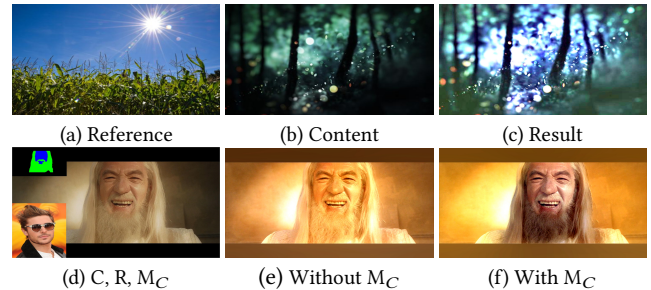 (a) Reference
(b) Content
(c) Result
(d) C, R, M_C
(e) Without M_C
(f) With M_C